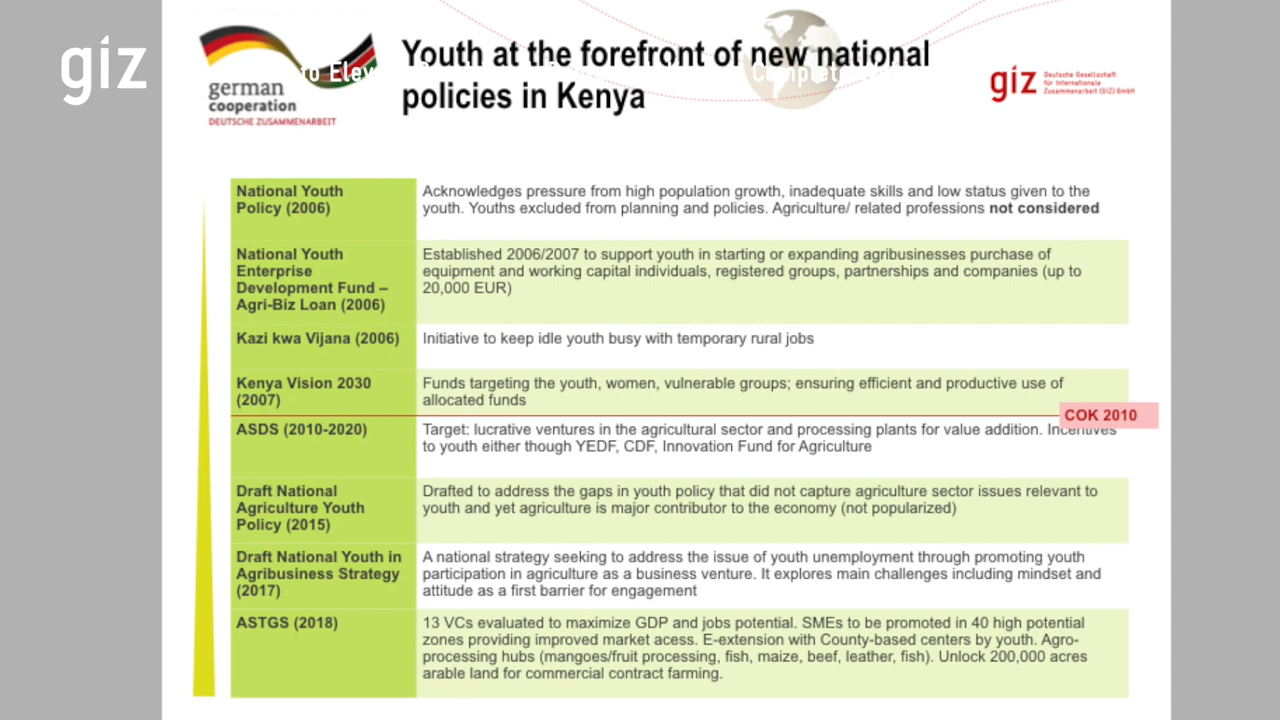 giz
to Elev
Complete
german
cooperation
DEUTSCHE ZUSAMMENARBEIT
Youth at the forefront of new national
policies in Kenya
giz
Deutsche Gesellschaft
für Internationale
Zusammenarbeit (GIZ) GmbH
National Youth
Policy (2006)
Acknowledges pressure from high population growth, inadequate skills and low status given to the
youth. Youths excluded from planning and policies. Agriculture/ related professions not considered
National Youth
Enterprise
Development Fund –
Agri-Biz Loan (2006)
Established 2006/2007 to support youth in starting or expanding agribusinesses purchase of
equipment and working capital individuals, registered groups, partnerships and companies (up to
20,000 EUR)
Kazi kwa Vijana (2006)
Initiative to keep idle youth busy with temporary rural jobs
Kenya Vision 2030
(2007)
Funds targeting the youth, women, vulnerable groups; ensuring efficient and productive use of
allocated funds
COK 2010
ASDS (2010-2020)
Target: lucrative ventures in the agricultural sector and processing plants for value addition. Incentives
to youth either though YEDF, CDF, Innovation Fund for Agriculture
Draft National
Agriculture Youth
Policy (2015)
Drafted to address the gaps in youth policy that did not capture agriculture sector issues relevant to
youth and yet agriculture is major contributor to the economy (not popularized)
Draft National Youth in
Agribusiness Strategy
(2017)
A national strategy seeking to address the issue of youth unemployment through promoting youth
participation in agriculture as a business venture. It explores main challenges including mindset and
attitude as a first barrier for engagement
ASTGS (2018)
13 VCs evaluated to maximize GDP and jobs potential. SMEs to be promoted in 40 high potential
zones providing improved market acess. E-extension with County-based centers by youth. Agro-
processing hubs (mangoes/fruit processing, fish, maize, beef, leather, fish). Unlock 200,000 acres
arable land for commercial contract farming.